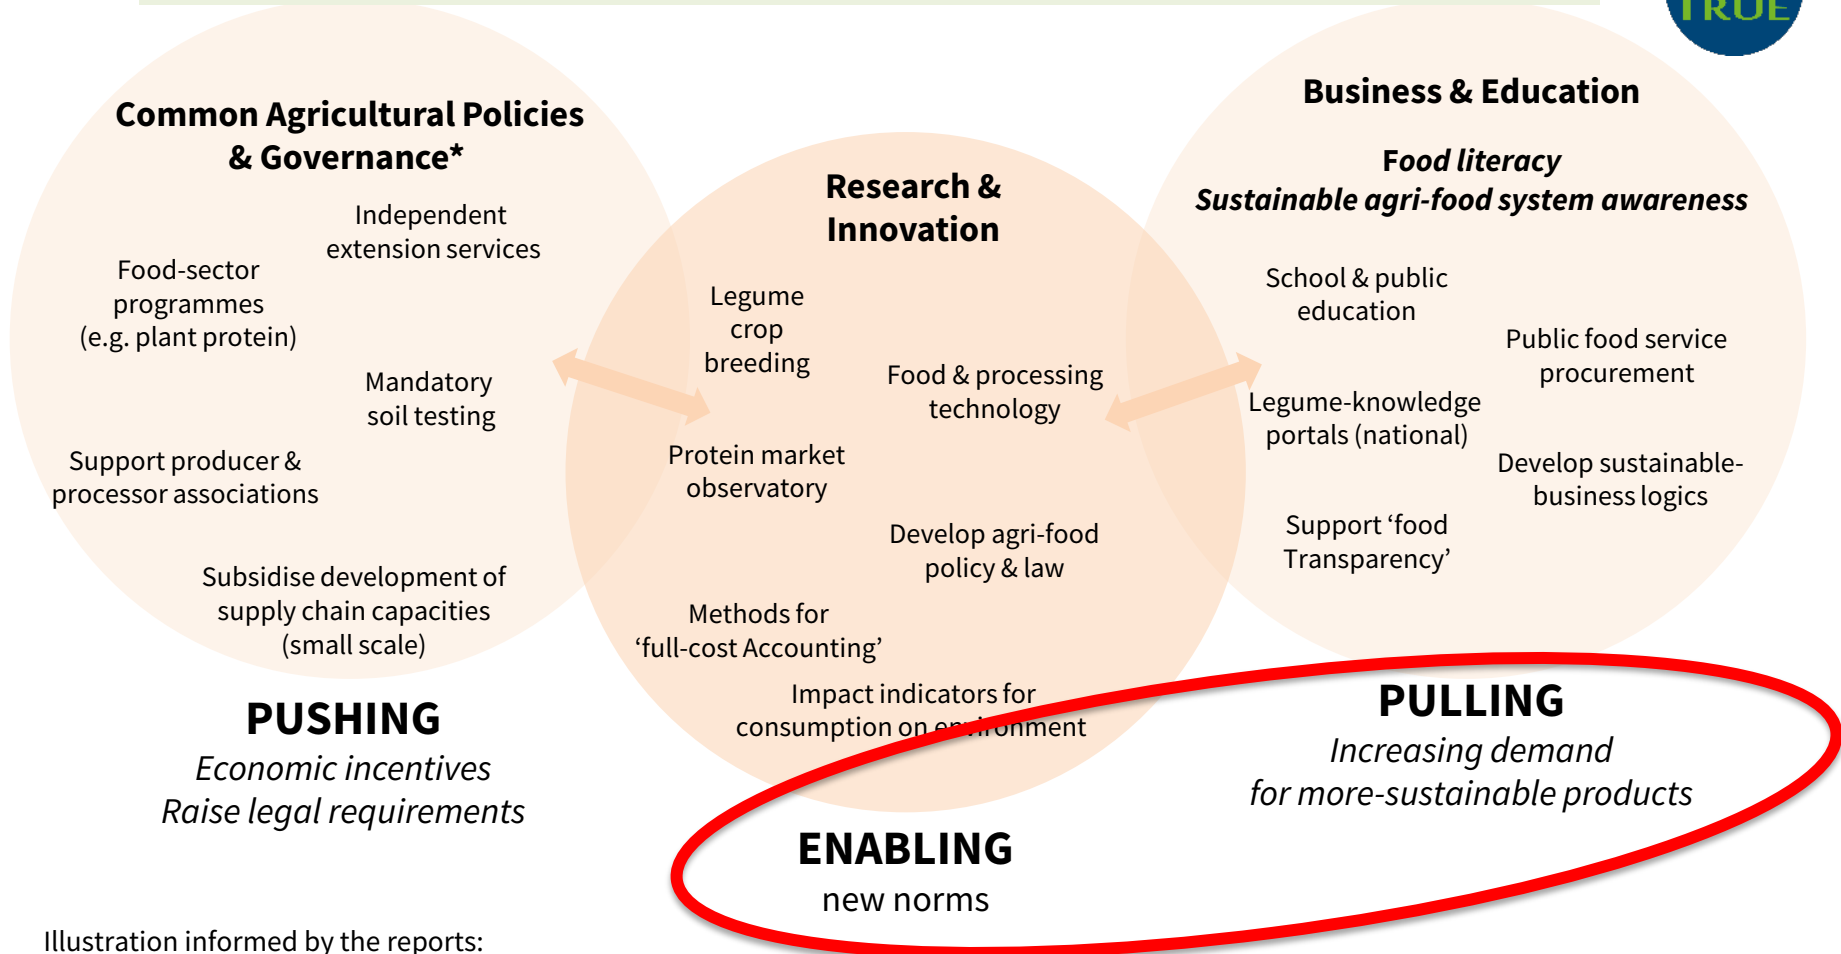 TRUE
Common Agricultural Policies
& Governance*
Independent
extension services
Food-sector
programmes
(e.g. plant protein)
Mandatory
soil testing
Support producer &
processor associations
Subsidise development of
supply chain capacities
(small scale)
PUSHING
Economic incentives
Raise legal requirements
Research &
Innovation
Legume
crop
breeding
Food & processing
technology
Protein market
observatory
Develop agri-food
policy & law
Methods for
‘full-cost Accounting’
Impact indicators for
consumption on environment
ENABLING
new norms
Business & Education
Food literacy
Sustainable agri-food system awareness
School & public
education
Public food service
procurement
Legume-knowledge
portals (national)
Develop sustainable-
business logics
Support ‘food
Transparency’
PULLING
Increasing demand
for more-sustainable products
Illustration informed by the reports: